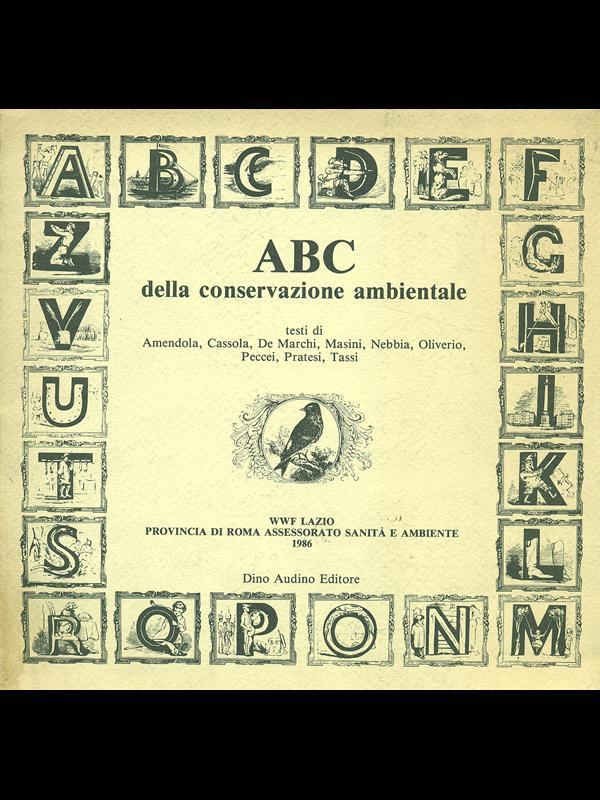 A B C D E F
Z G
V H
U I
T K
S L
R Q P O N M
ABC
della conservazione ambientale
testi di
Amendola, Cassola, De Marchi, Masini, Nebbia, Oliverio,
Peccei, Pratesi, Tassi
WWF LAZIO
PROVINCIA DI ROMA ASSESSORATO SANITÀ E AMBIENTE
1986
Dino Audino Editore